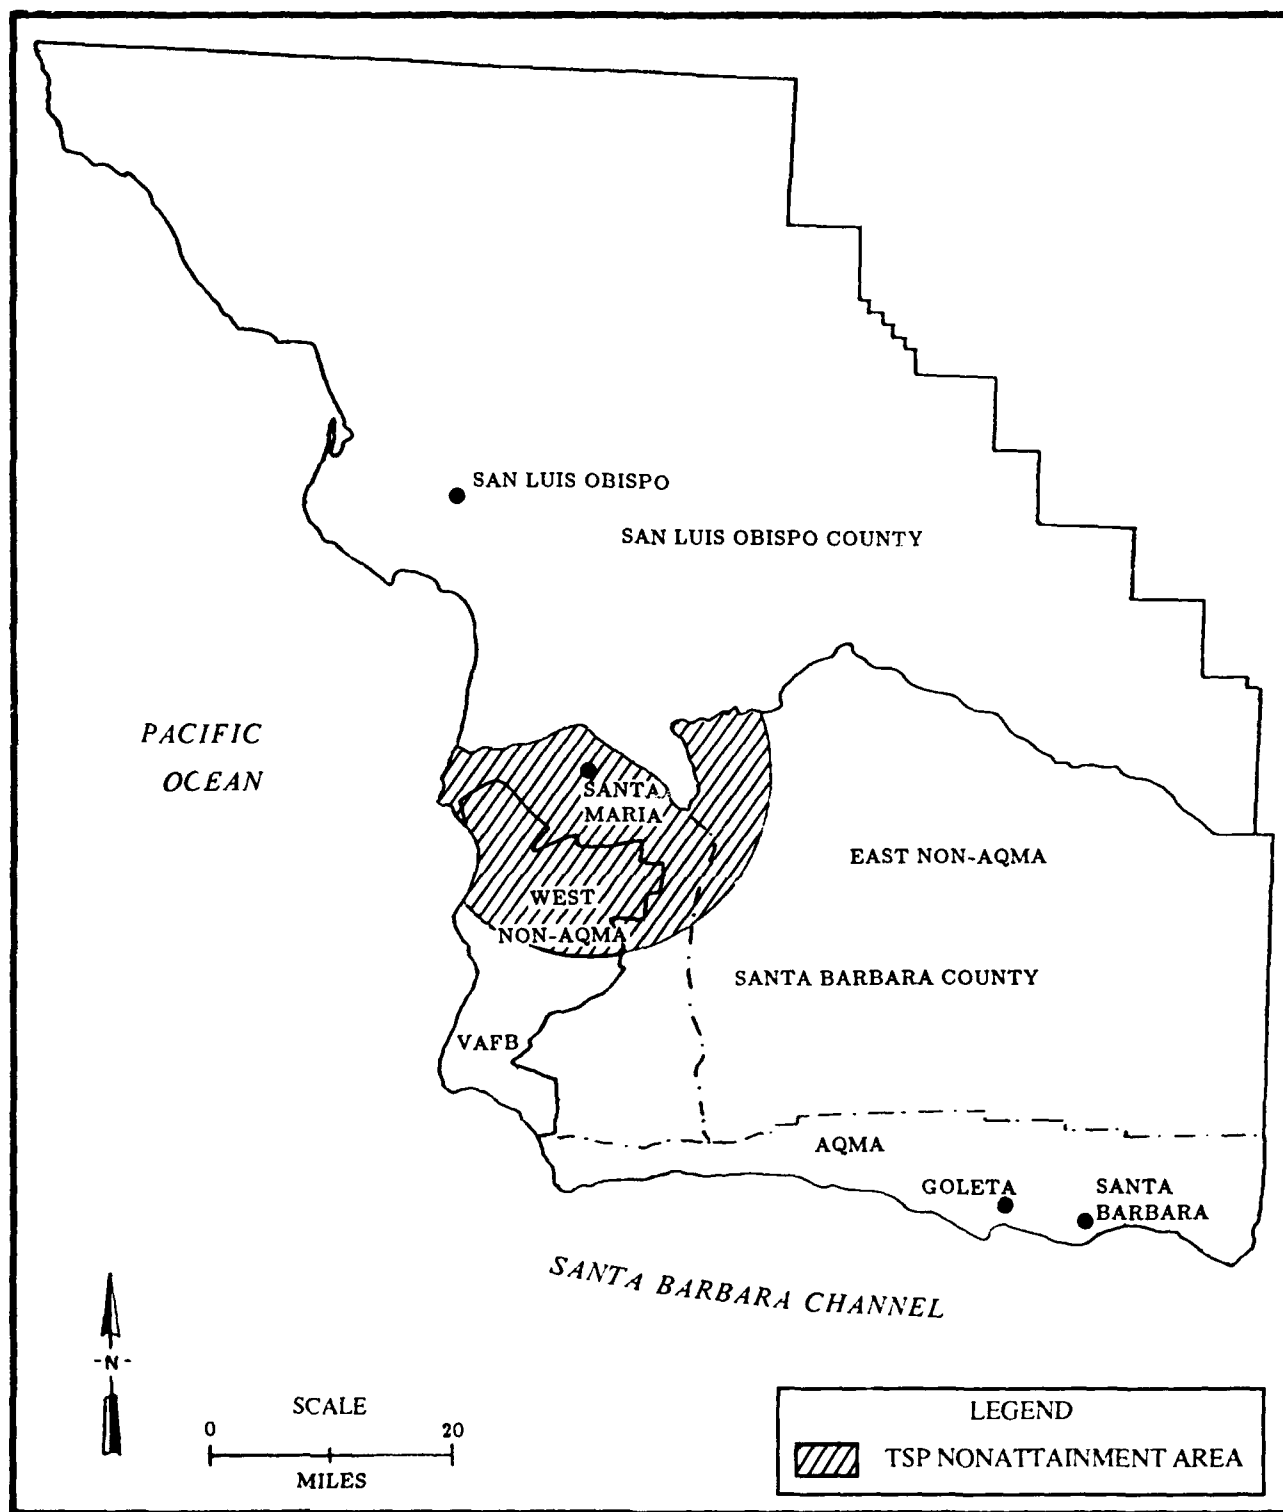 SAN LUIS OBISPO
SAN LUIS OBISPO COUNTY
PACIFIC
OCEAN
SANTA
MARIA
EAST NON-AQMA
WEST
NON-AQMA
SANTA BARBARA COUNTY
VAFB
AQMA
GOLETA
SANTA
BARBARA
SANTA BARBARA CHANNEL
-N-
SCALE
0 20
MILES
LEGEND
TSP NONATTAINMENT AREA